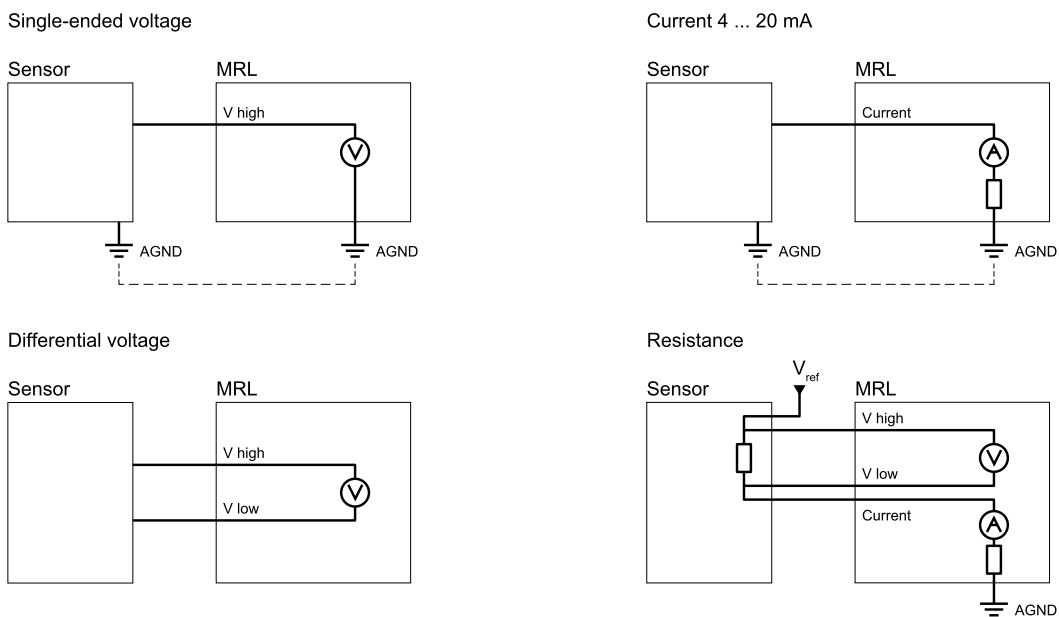 Single-ended voltage
Current 4 ... 20 mA
Sensor
MRL
Sensor
MRL
V high
Current
V
A
AGND
AGND
AGND
AGND
Differential voltage
Resistance
Vref
Sensor
MRL
Sensor
MRL
V high
V high
V
V
V low
V low
Current
A
AGND